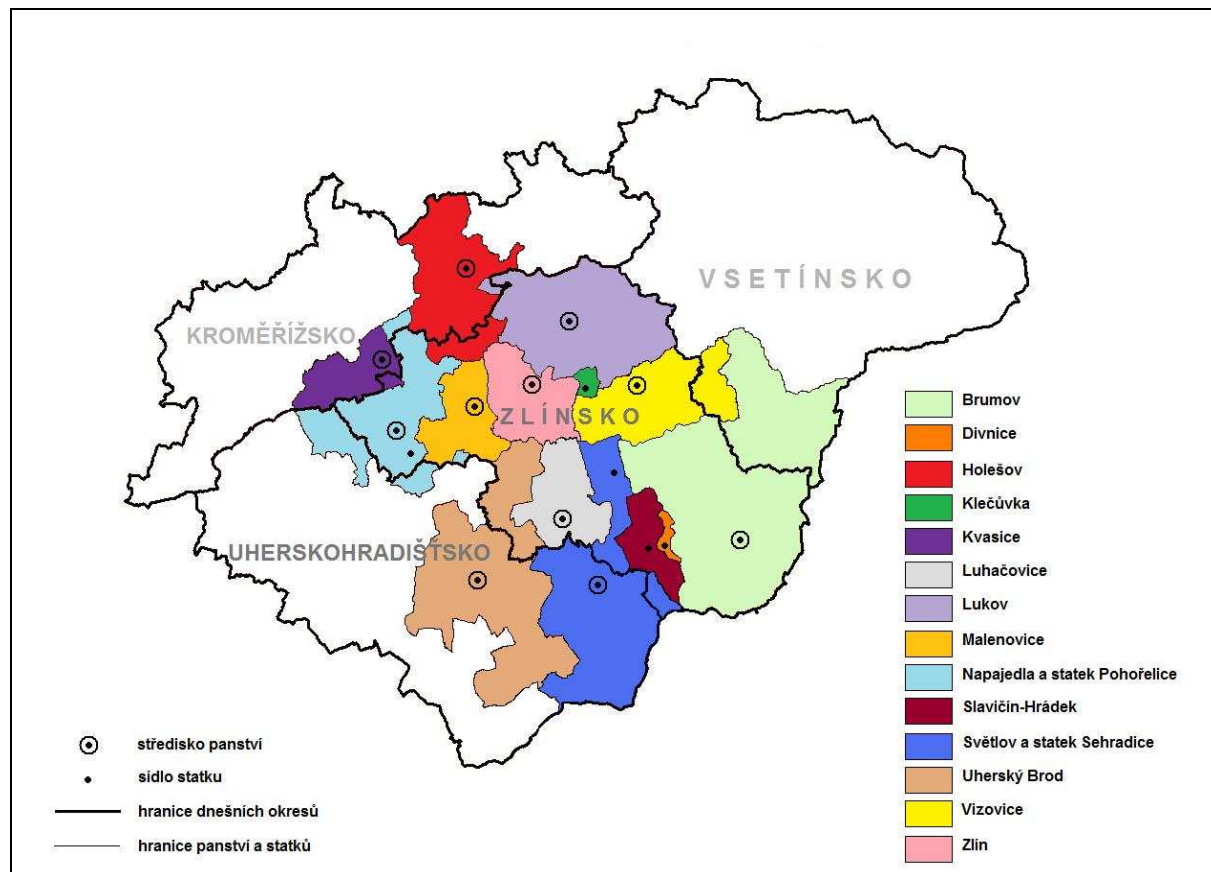 VSETÍNSKO
KROMĚŘÍŽSKO
ZLÍNSKO
UHERSKOHRADIŠŤSKO
Brumov
Divnice
Holešov
Klečůvka
Kvasice
Luhačovice
Lukov
Malenovice
Napajedla a statek Pohořelice
Slavičín-Hrádek
Světlov a statek Sehradice
Uherský Brod
Vizovice
Zlín
středisko panství
sídlo statku
hranice dnešních okresů
hranice panství a statků